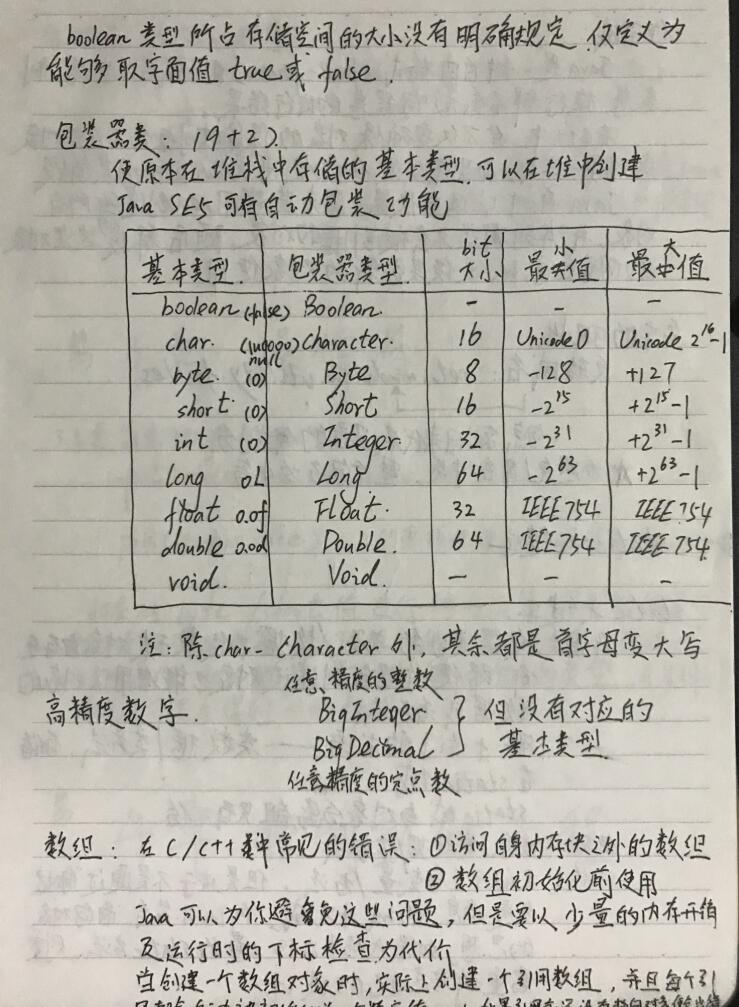 boolean 类型所占存储空间的大小没有明确规定,仅定义为
能够取字面值 true 或 false.
包装器类: (9+2)
使原本在堆栈中存储的基本类型,可以在堆中创建
Java SE5 可有自动包装功能
基本类型. 包装器类型. bit大小 最小值 最大值
boolean (false) Boolean. - - -
char. (\u0000) null Character. 16 Unicode 0 Unicode 2^16-1
byte. (0) Byte 8 -128 +127
short. (0) Short 16 -2^15 +2^15-1
int (0) Integer. 32 -2^31 +2^31-1
long 0L Long 64 -2^63 +2^63-1
float 0.0f Float. 32 IEEE754 IEEE754
double 0.0d Double. 64 IEEE754 IEEE754
void. Void. - - -
注: 除 char- Character 外, 其余都是首字母变大写
任意精度的整数
高精度数字. BigInteger } 但没有对应的
BigDecimal 基本类型.
任意精度的定点数
数组: 在 C/C++ 中常见的错误: ①访问自身内存块之外的数组
② 数组初始化前使用
Java 可以为你避免这些问题, 但是要以少量的内存开销
及运行时的下标检查为代价
当创建一个数组对象时, 实际上创建一个引用数组, 并且每个引